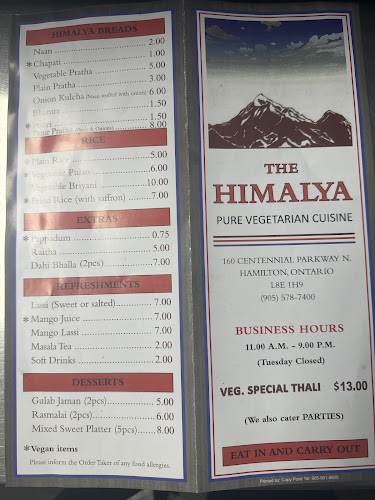 HIMALYA BREADS
Naan 2.00
*Chapati 1.00
Vegetable Pratha 5.00
Plain Pratha 3.00
Onion Kulcha (Naan stuffed with onion) 6.00
Bhatura 1.50
* 1.50
Pratha 8.00
RICE
*Plain Rice 5.00
*Vegetable Pulao 6.00
Vegetable Briyani 10.00
*Fried Rice (with saffron) 7.00
EXTRAS
*Pappadum 0.75
Raitha 5.00
Dahi Bhalla (2pcs) 7.00
REFRESHMENTS
Lassi (Sweet or salted) 7.00
*Mango Juice 7.00
Mango Lassi 7.00
Masala Tea 2.00
Soft Drinks 2.00
DESSERTS
Gulab Jaman (2pcs) 5.00
Rasmalai (2pcs) 6.00
Mixed Sweet Platter (5pcs) 8.00
*Vegan items
Please inform the Order Taker of any food allergies.
THE
HIMALYA
PURE VEGETARIAN CUISINE
160 CENTENNIAL PARKWAY N.
HAMILTON, ONTARIO
L8E 1H9
(905) 578-7400
BUSINESS HOURS
11.00 A.M. - 9.00 P.M.
(Tuesday Closed)
VEG. SPECIAL THALI $13.00
(We also cater PARTIES)
EAT IN AND CARRY OUT